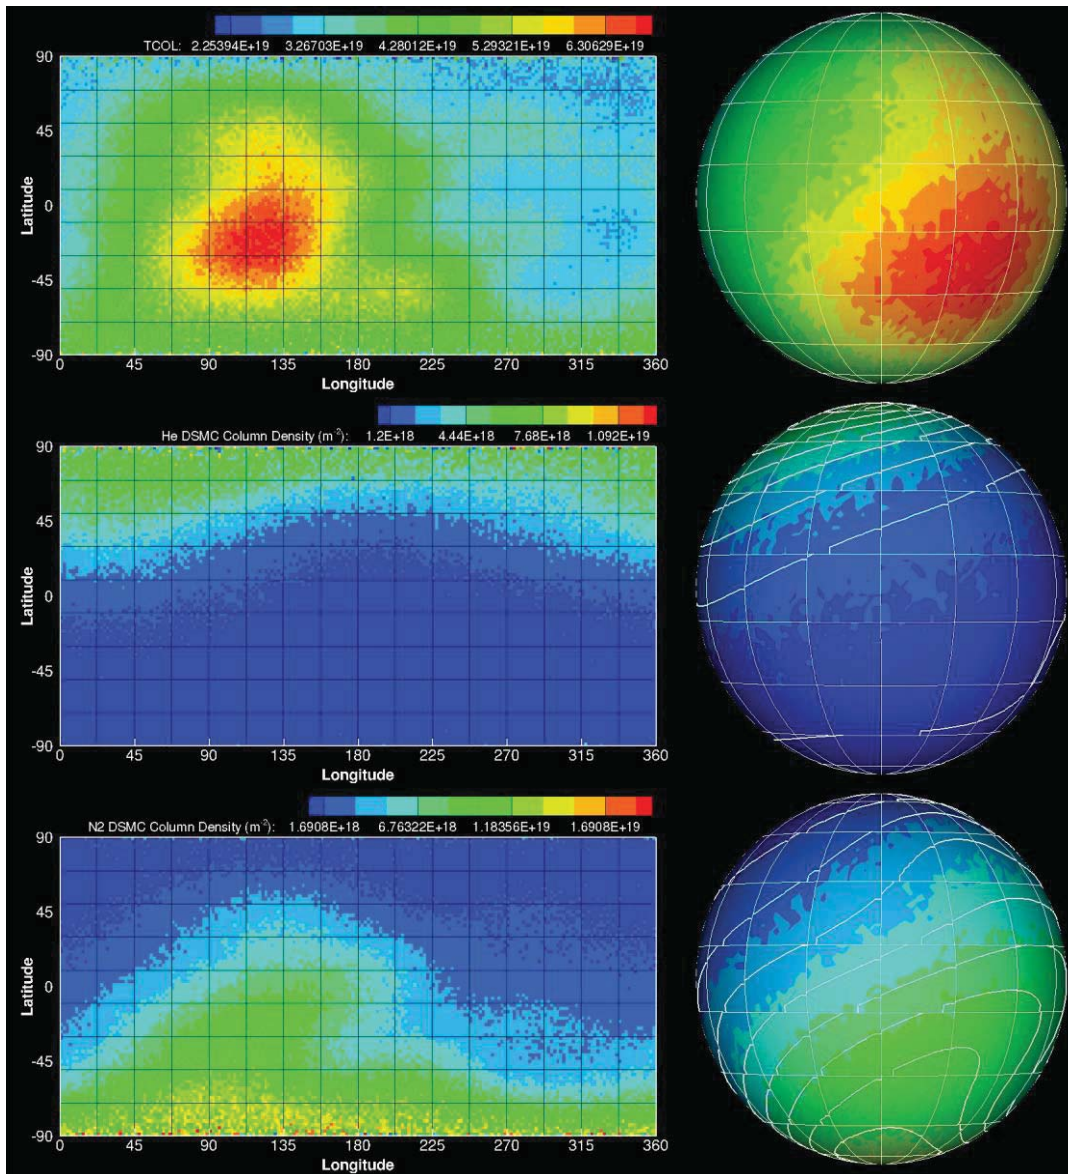 TCOL: 2.25394E+19 3.26703E+19 4.28012E+19 5.29321E+19 6.30629E+19
90
45
0
-45
-90
Latitude
0 45 90 135 180 225 270 315 360
Longitude
He DSMC Column Density (m⁻²): 1.2E+18 4.44E+18 7.68E+18 1.092E+19
90
45
0
-45
-90
Latitude
0 45 90 135 180 225 270 315 360
Longitude
N2 DSMC Column Density (m⁻²): 1.6908E+18 6.76322E+18 1.18356E+19 1.6908E+19
90
45
0
-45
-90
Latitude
0 45 90 135 180 225 270 315 360
Longitude